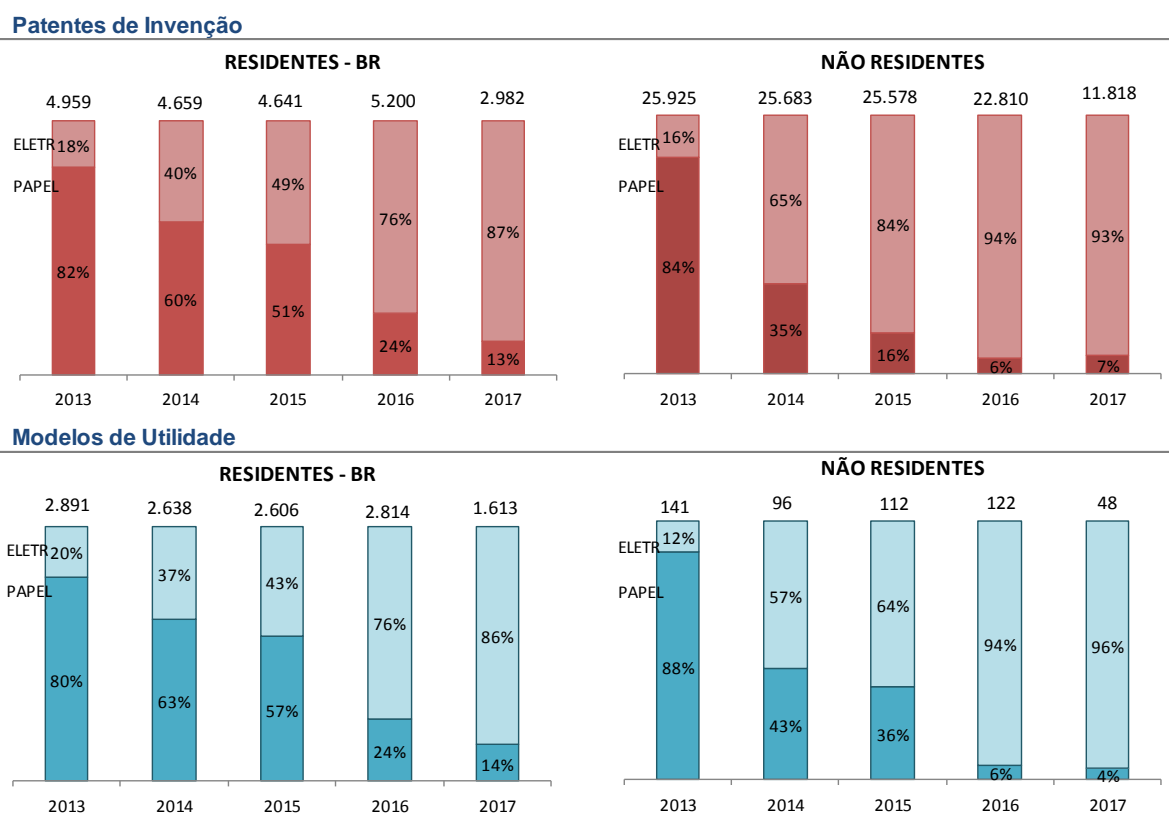 Patentes de Invenção
RESIDENTES - BR
4.959 4.659 4.641 5.200 2.982
ELETR 18% 40% 49% 76% 87%
PAPEL 82% 60% 51% 24% 13%
2013 2014 2015 2016 2017
NÃO RESIDENTES
25.925 25.683 25.578 22.810 11.818
ELETR 16% 65% 84% 94% 93%
PAPEL 84% 35% 16% 6% 7%
2013 2014 2015 2016 2017
Modelos de Utilidade
RESIDENTES - BR
2.891 2.638 2.606 2.814 1.613
ELETR 20% 37% 43% 76% 86%
PAPEL 80% 63% 57% 24% 14%
2013 2014 2015 2016 2017
NÃO RESIDENTES
141 96 112 122 48
ELETR 12% 57% 64% 94% 96%
PAPEL 88% 43% 36% 6% 4%
2013 2014 2015 2016 2017